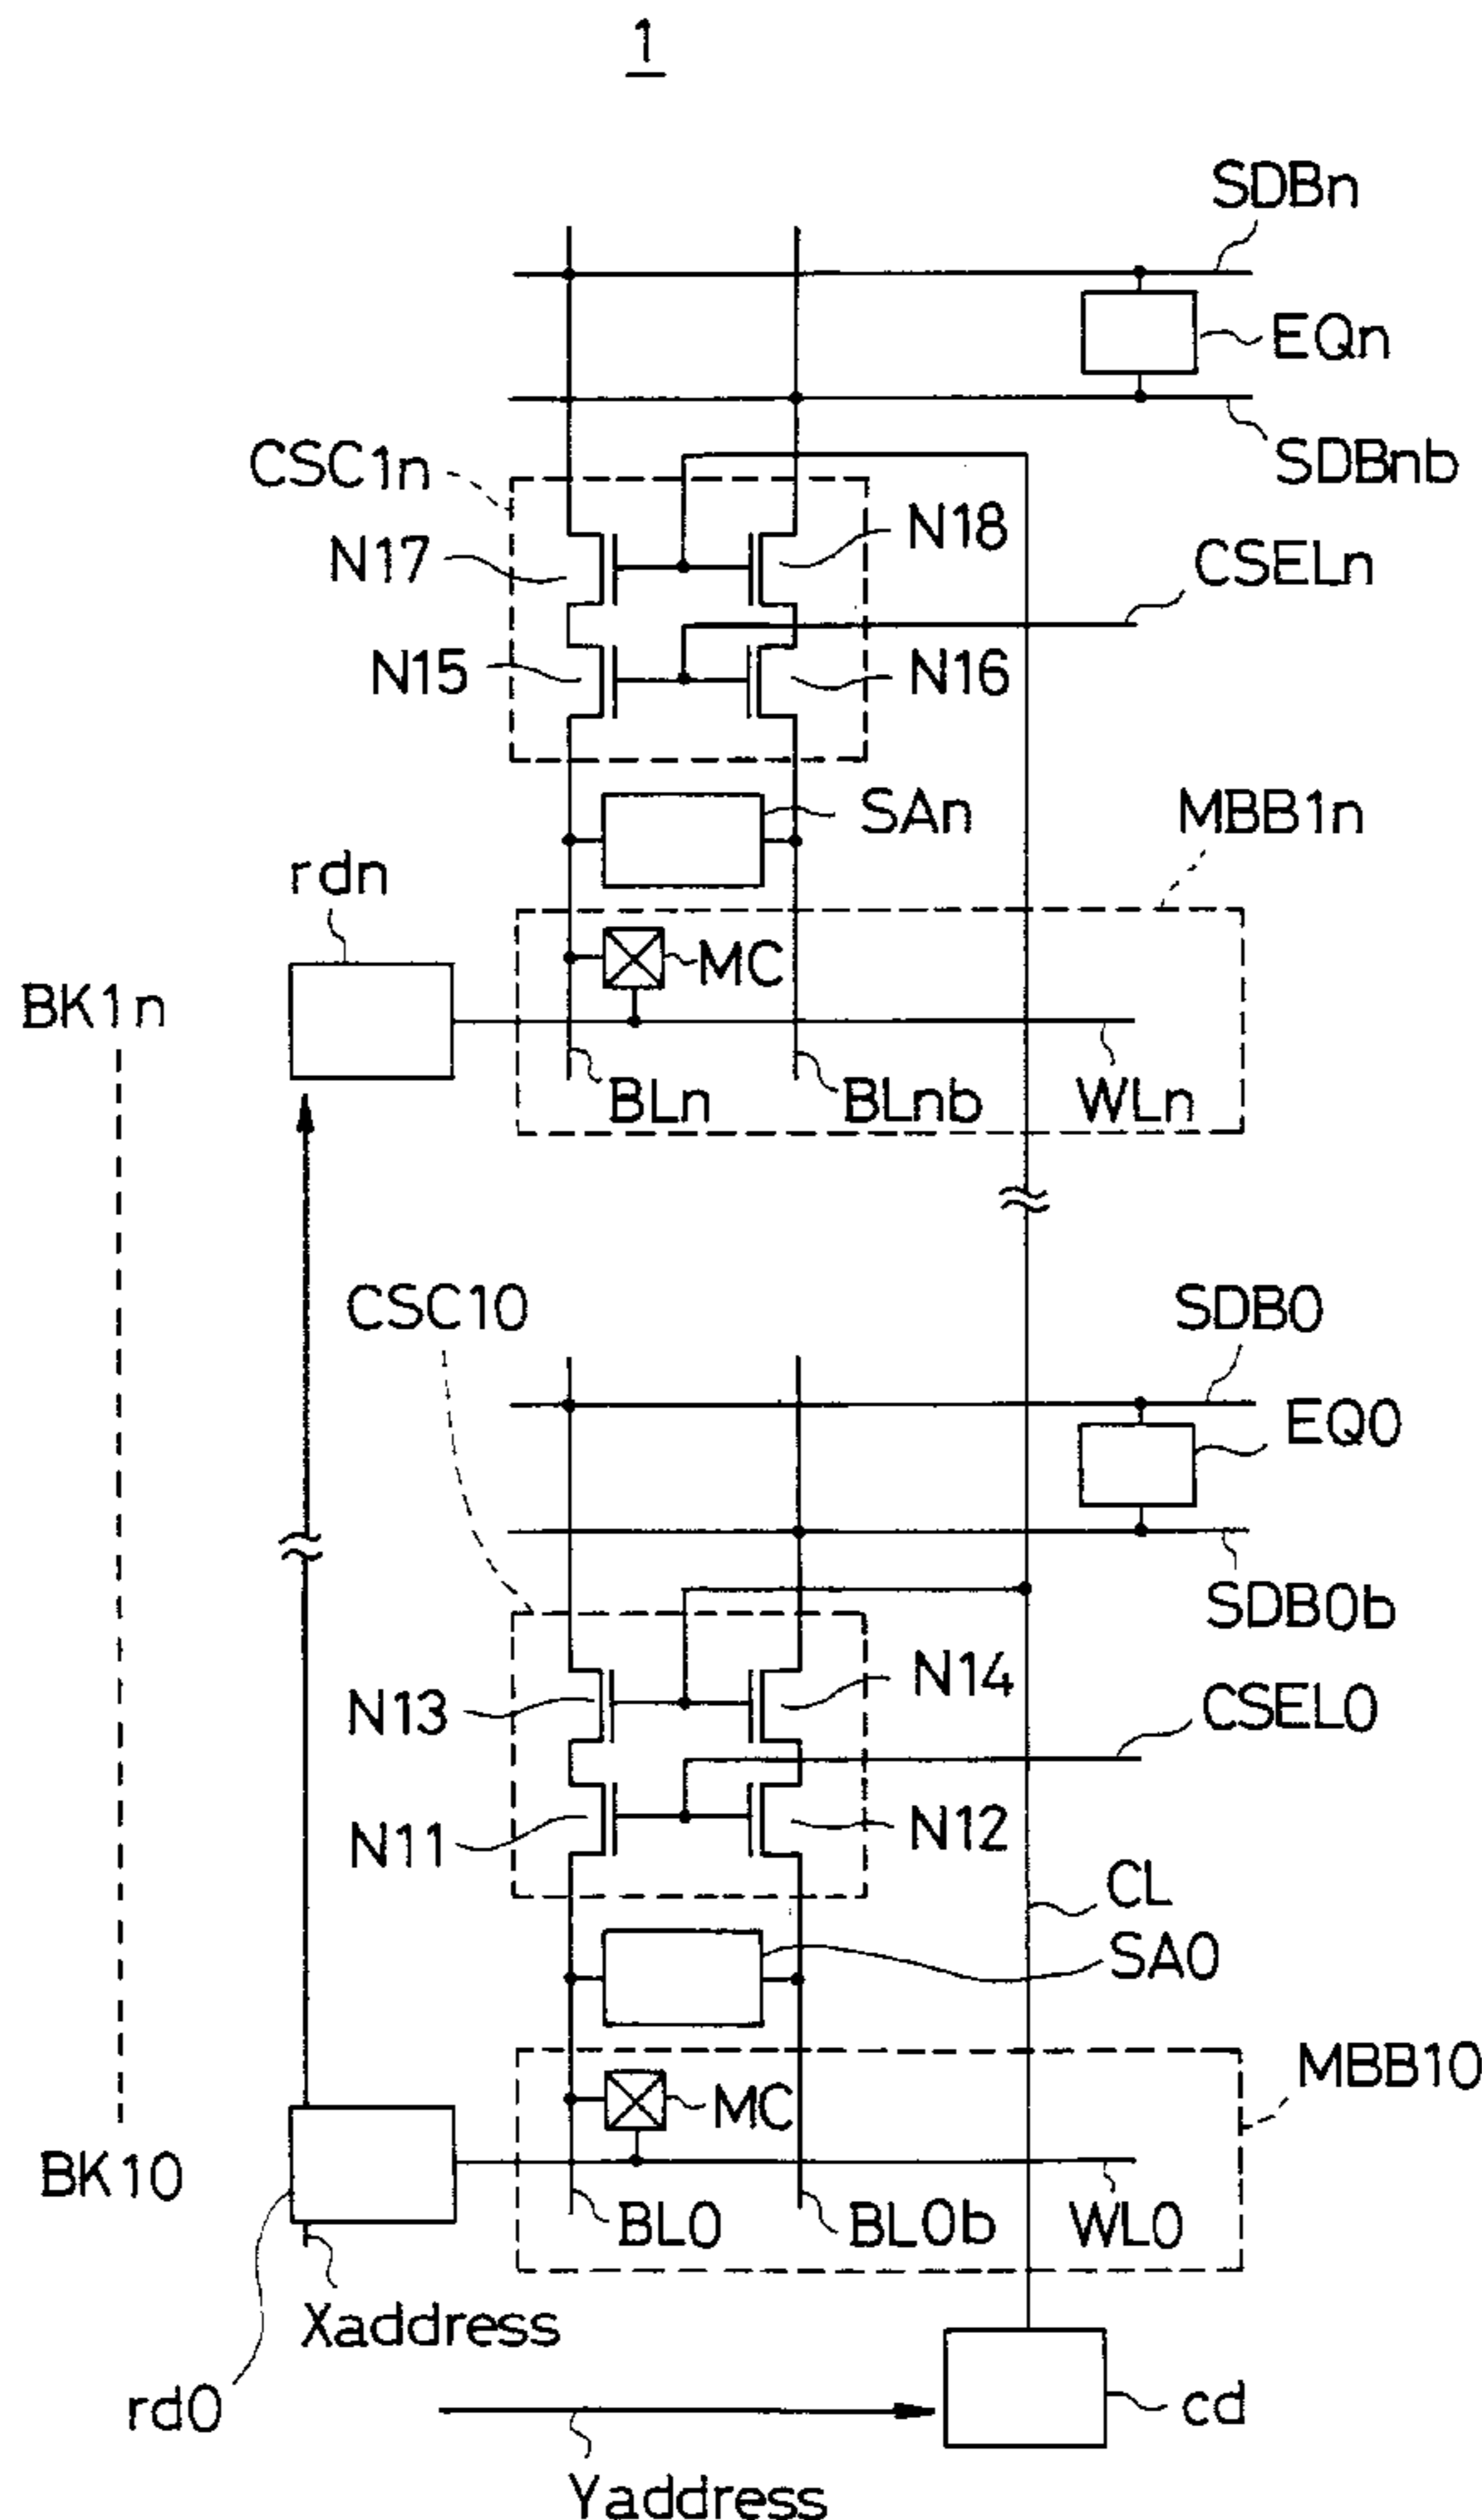 1
SDBn
EQn
SDBnb
CSC1n
N18
N17
CSELn
N15
N16
SAn
MBB1n
rdn
MC
BK1n
BLn
BLnb
WLn
CSC10
SDB0
EQ0
SDB0b
N14
N13
CSEL0
N11
N12
CL
SA0
MBB10
MC
BK10
BL0
BL0b
WL0
Xaddress
rd0
cd
Yaddress